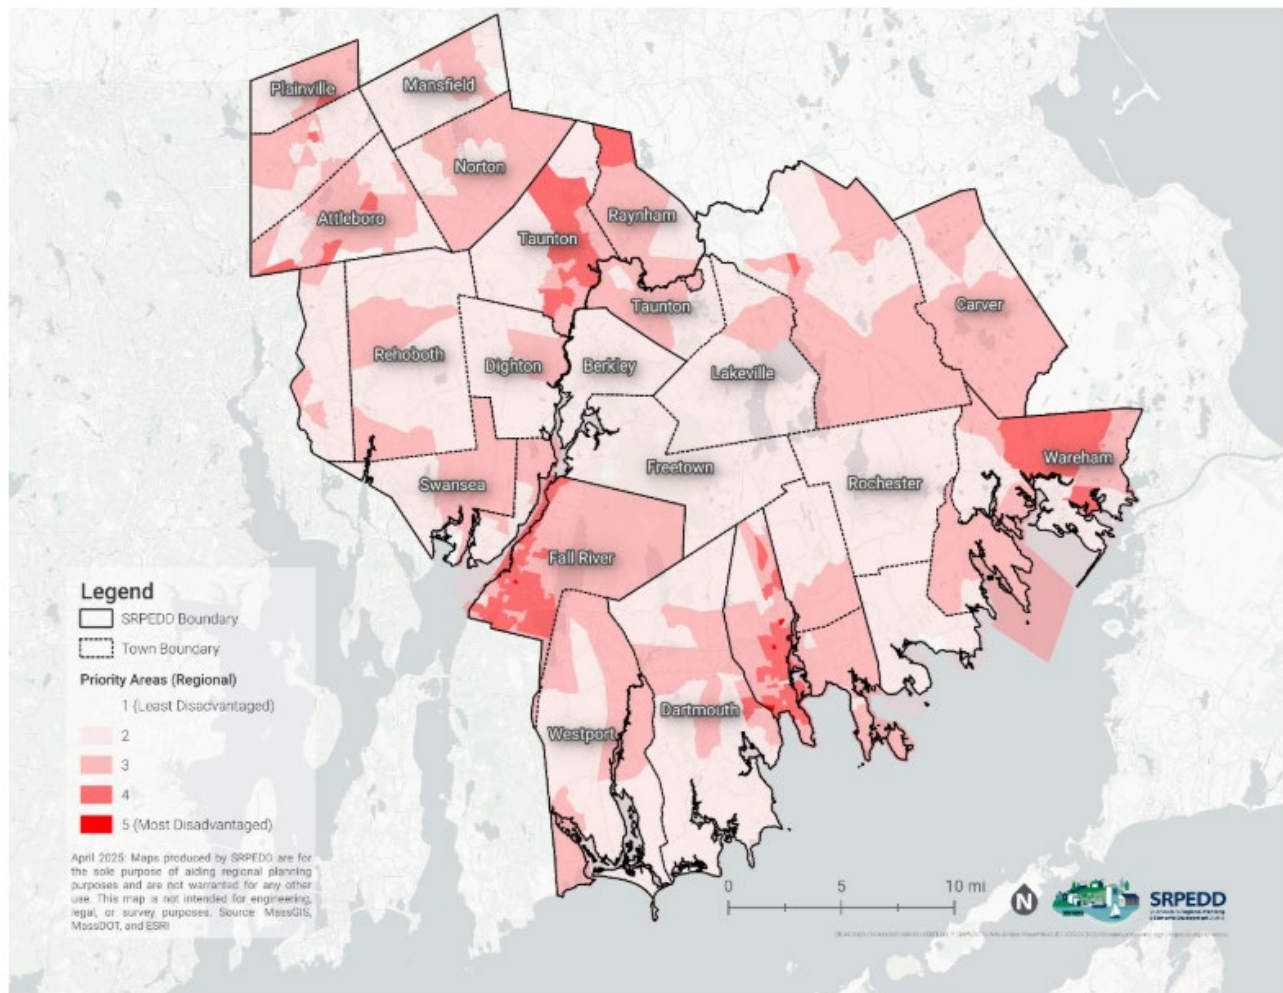 Plainville
Mansfield
Norton
Attleboro
Raynham
Taunton
Taunton
Carver
Rehoboth
Dighton
Berkley
Lakeville
Wareham
Freetown
Swansea
Rochester
Fall River
Dartmouth
Westport
Legend
SRPEDD Boundary
Town Boundary
Priority Areas (Regional)
1 (Least Disadvantaged)
2
3
4
5 (Most Disadvantaged)
April 2025: Maps produced by SRPEDD are for
the sole purpose of aiding regional planning
purposes and are not warranted for any other
use. This map is not intended for engineering,
legal, or survey purposes. Source: MassGIS,
MassDOT, and ESRI
0 5 10 mi
N
SRPEDD